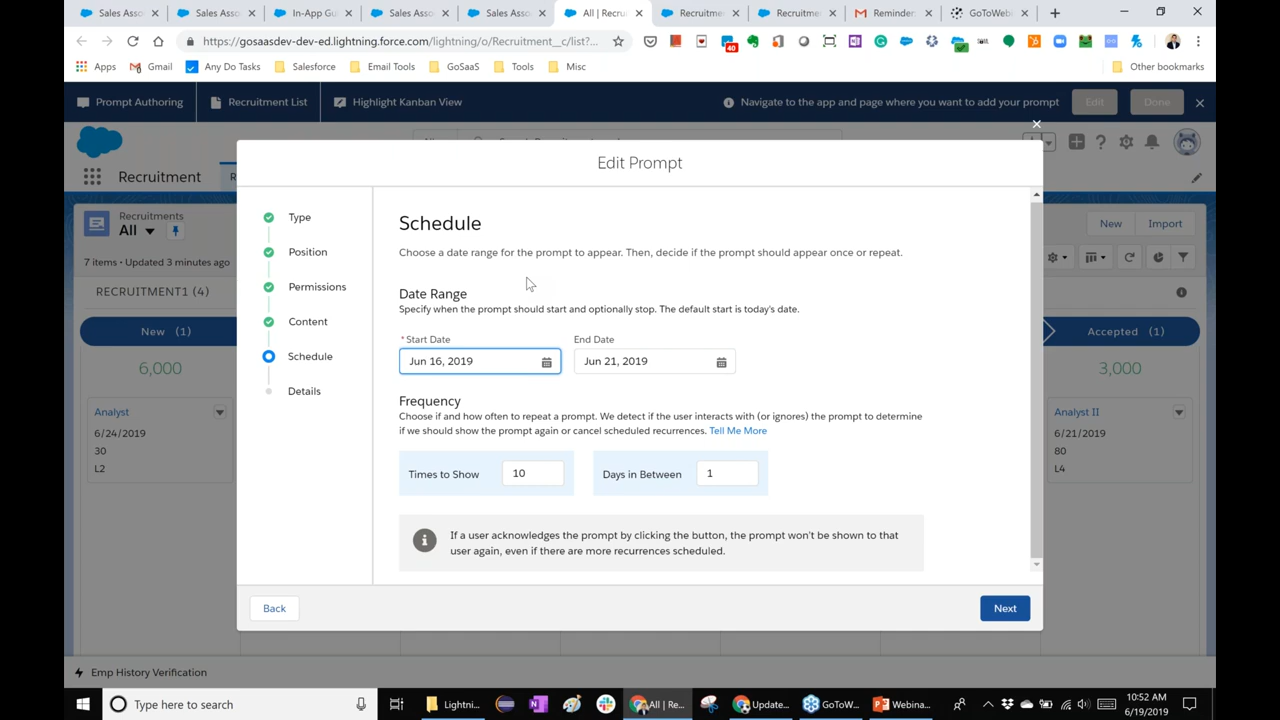 Sales Asso
Sales Asso
In-App Gu
Sales Asso
Sales Asso
All | Recru
Recruitmen
Recruitme
Reminder
GoToWebi
https://gosaasdev-dev-ed.lightning.force.com/lightning/o/Recruitment__c/list?...
40
Apps
Gmail
Any Do Tasks
Salesforce
Email Tools
GoSaaS
Tools
Misc
Other bookmarks
Prompt Authoring
Recruitment List
Highlight Kanban View
Navigate to the app and page where you want to add your prompt
Edit
Done
Edit Prompt
Recruitment
Recruitments
All
New
Import
7 items • Updated 3 minutes ago
RECRUITMENT1 (4)
New (1)
6,000
Analyst
6/24/2019
30
L2
Accepted (1)
3,000
Analyst II
6/21/2019
80
L4
Type
Position
Permissions
Content
Schedule
Details
Schedule
Choose a date range for the prompt to appear. Then, decide if the prompt should appear once or repeat.
Date Range
Specify when the prompt should start and optionally stop. The default start is today's date.
* Start Date
End Date
Jun 16, 2019
Jun 21, 2019
Frequency
Choose if and how often to repeat a prompt. We detect if the user interacts with (or ignores) the prompt to determine
if we should show the prompt again or cancel scheduled recurrences. Tell Me More
Times to Show
10
Days in Between
1
If a user acknowledges the prompt by clicking the button, the prompt won't be shown to that
user again, even if there are more recurrences scheduled.
Back
Next
Emp History Verification
Type here to search
Lightni...
All | Re...
Update...
GoToW...
Webina...
10:52 AM
6/19/2019